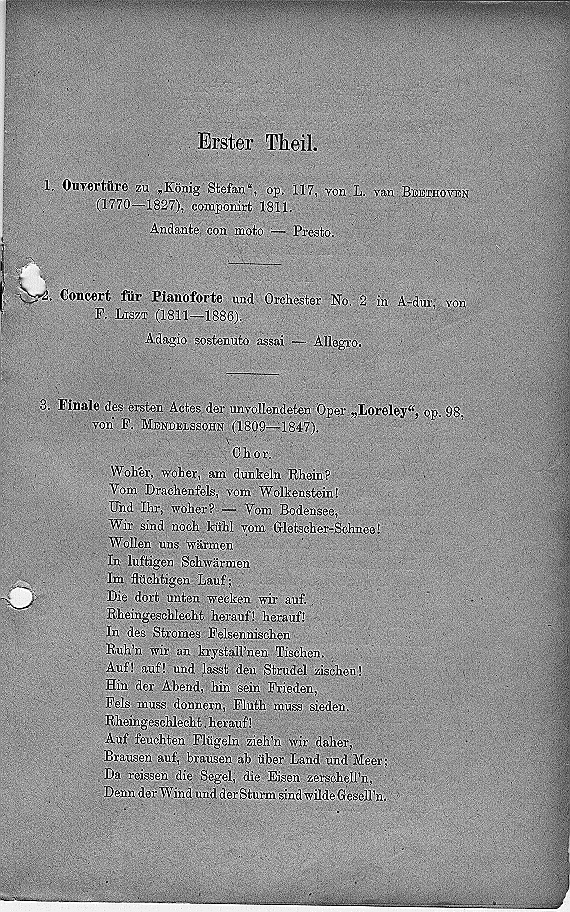 Erster Theil.
1. Ouvertüre zu „König Stefan“, op. 117, von L. van Beethoven
(1770—1827), componirt 1811.
Andante con moto — Presto.
2. Concert für Pianoforte und Orchester No. 2 in A-dur, von
F. Liszt (1811—1886).
Adagio sostenuto assai — Allegro.
3. Finale des ersten Actes der unvollendeten Oper „Loreley“, op. 98,
von F. Mendelssohn (1809—1847).
Chor.
Woher, woher, am dunkeln Rhein?
Vom Drachenfels, vom Wolkenstein!
Und Ihr, woher? — Vom Bodensee,
Wir sind noch kühl vom Gletscher-Schnee!
Wollen uns wärmen
In luftigen Schwärmen
Im flüchtigen Lauf;
Die dort unten wecken wir auf.
Rheingeschlecht herauf! herauf!
In des Stromes Felsennischen
Ruh'n wir an krystall'nen Tischen.
Auf! auf! und lasst den Strudel zischen!
Hin der Abend, hin sein Frieden,
Fels muss donnern, Fluth muss sieden.
Rheingeschlecht herauf!
Auf feuchten Flügeln zieh'n wir daher,
Brausen auf, brausen ab über Land und Meer;
Da reissen die Segel, die Eisen zerschell'n,
Denn der Wind und der Sturm sind wilde Gesell'n.